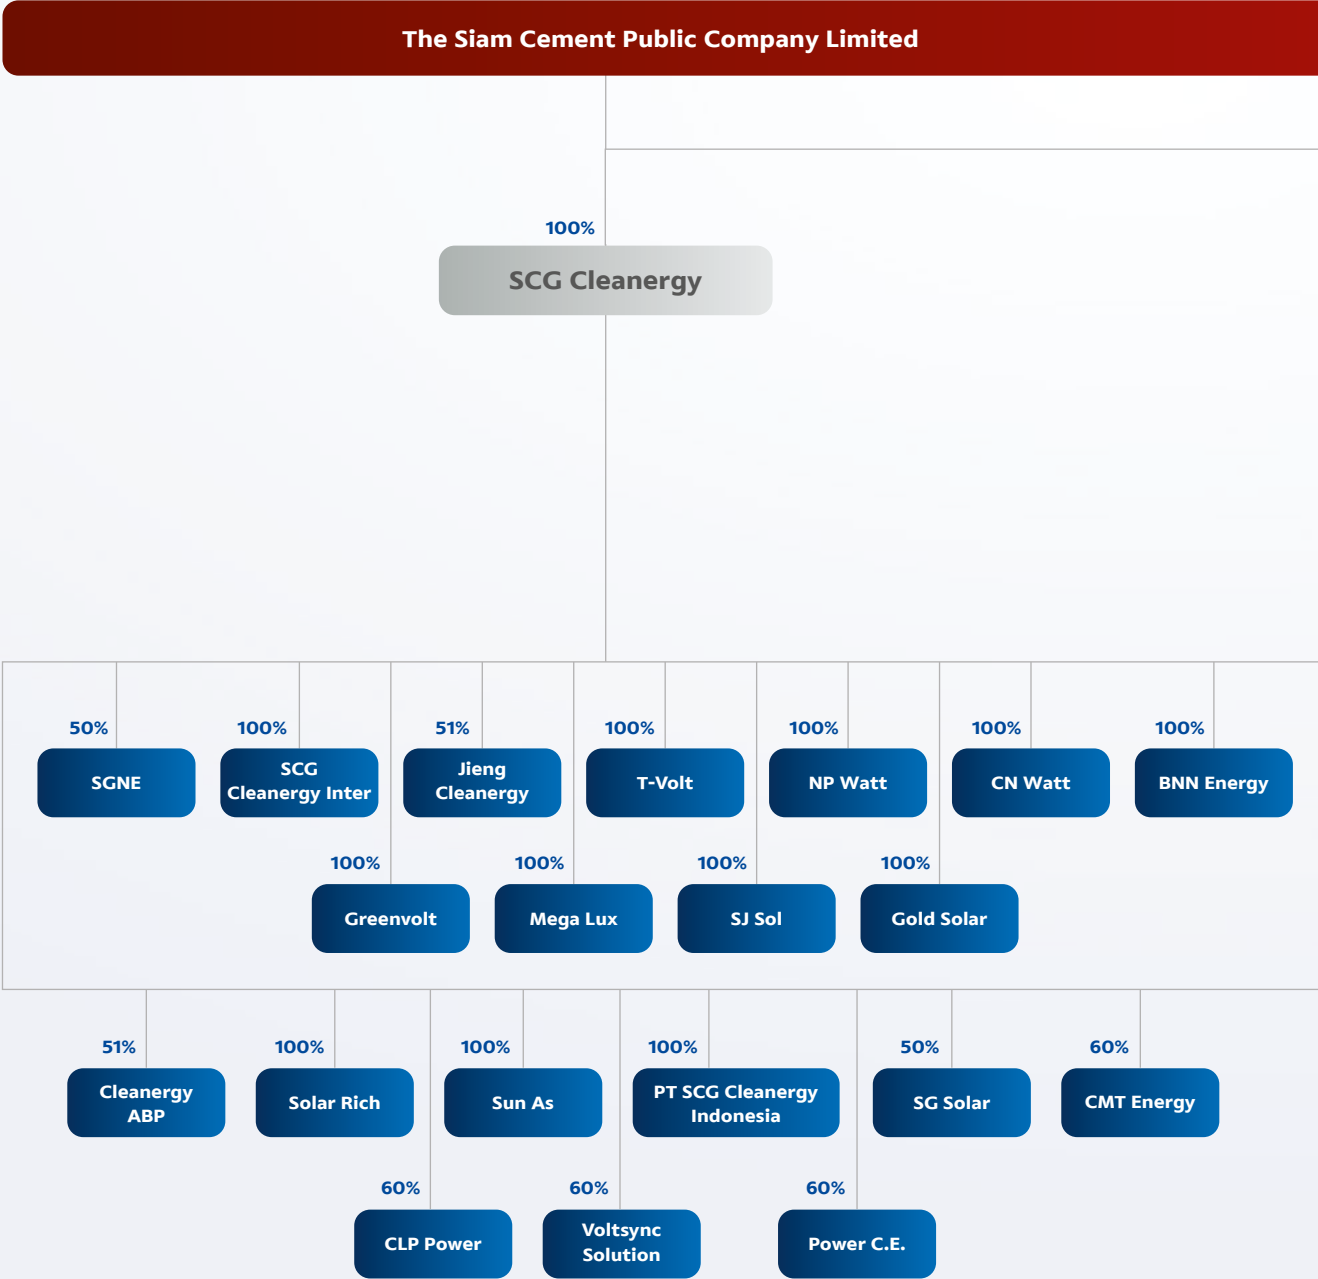 The Siam Cement Public Company Limited
100%
SCG Cleanergy
50%
SGNE
100%
SCG
Cleanergy Inter
51%
Jieng
Cleanergy
100%
T-Volt
100%
NP Watt
100%
CN Watt
100%
BNN Energy
100%
Greenvolt
100%
Mega Lux
100%
SJ Sol
100%
Gold Solar
51%
Cleanergy
ABP
100%
Solar Rich
100%
Sun As
100%
PT SCG Cleanergy
Indonesia
50%
SG Solar
60%
CMT Energy
60%
CLP Power
60%
Voltsync
Solution
60%
Power C.E.